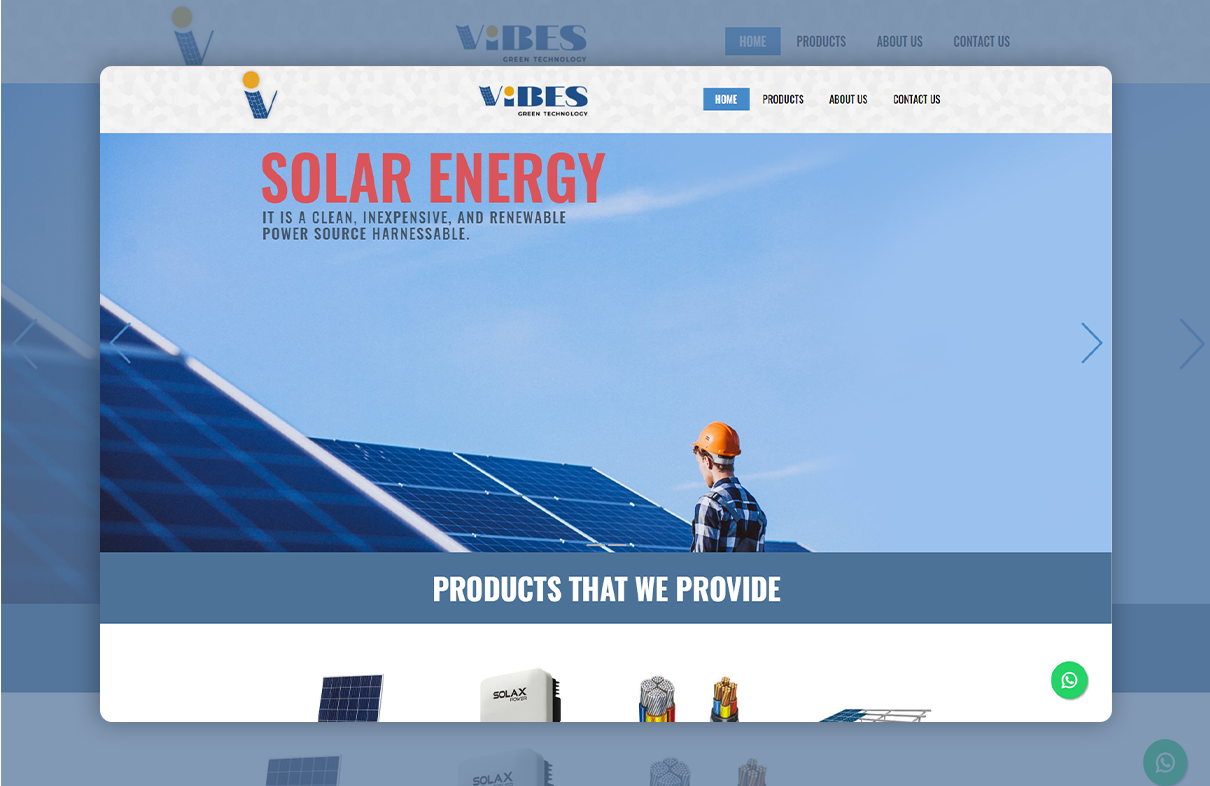 ViBES
GREEN TECHNOLOGY
HOME
PRODUCTS
ABOUT US
CONTACT US
ViBES
GREEN TECHNOLOGY
HOME
PRODUCTS
ABOUT US
CONTACT US
SOLAR ENERGY
IT IS A CLEAN, INEXPENSIVE, AND RENEWABLE
POWER SOURCE HARNESSABLE.
PRODUCTS THAT WE PROVIDE
SOLAX
POWER
SOLAX